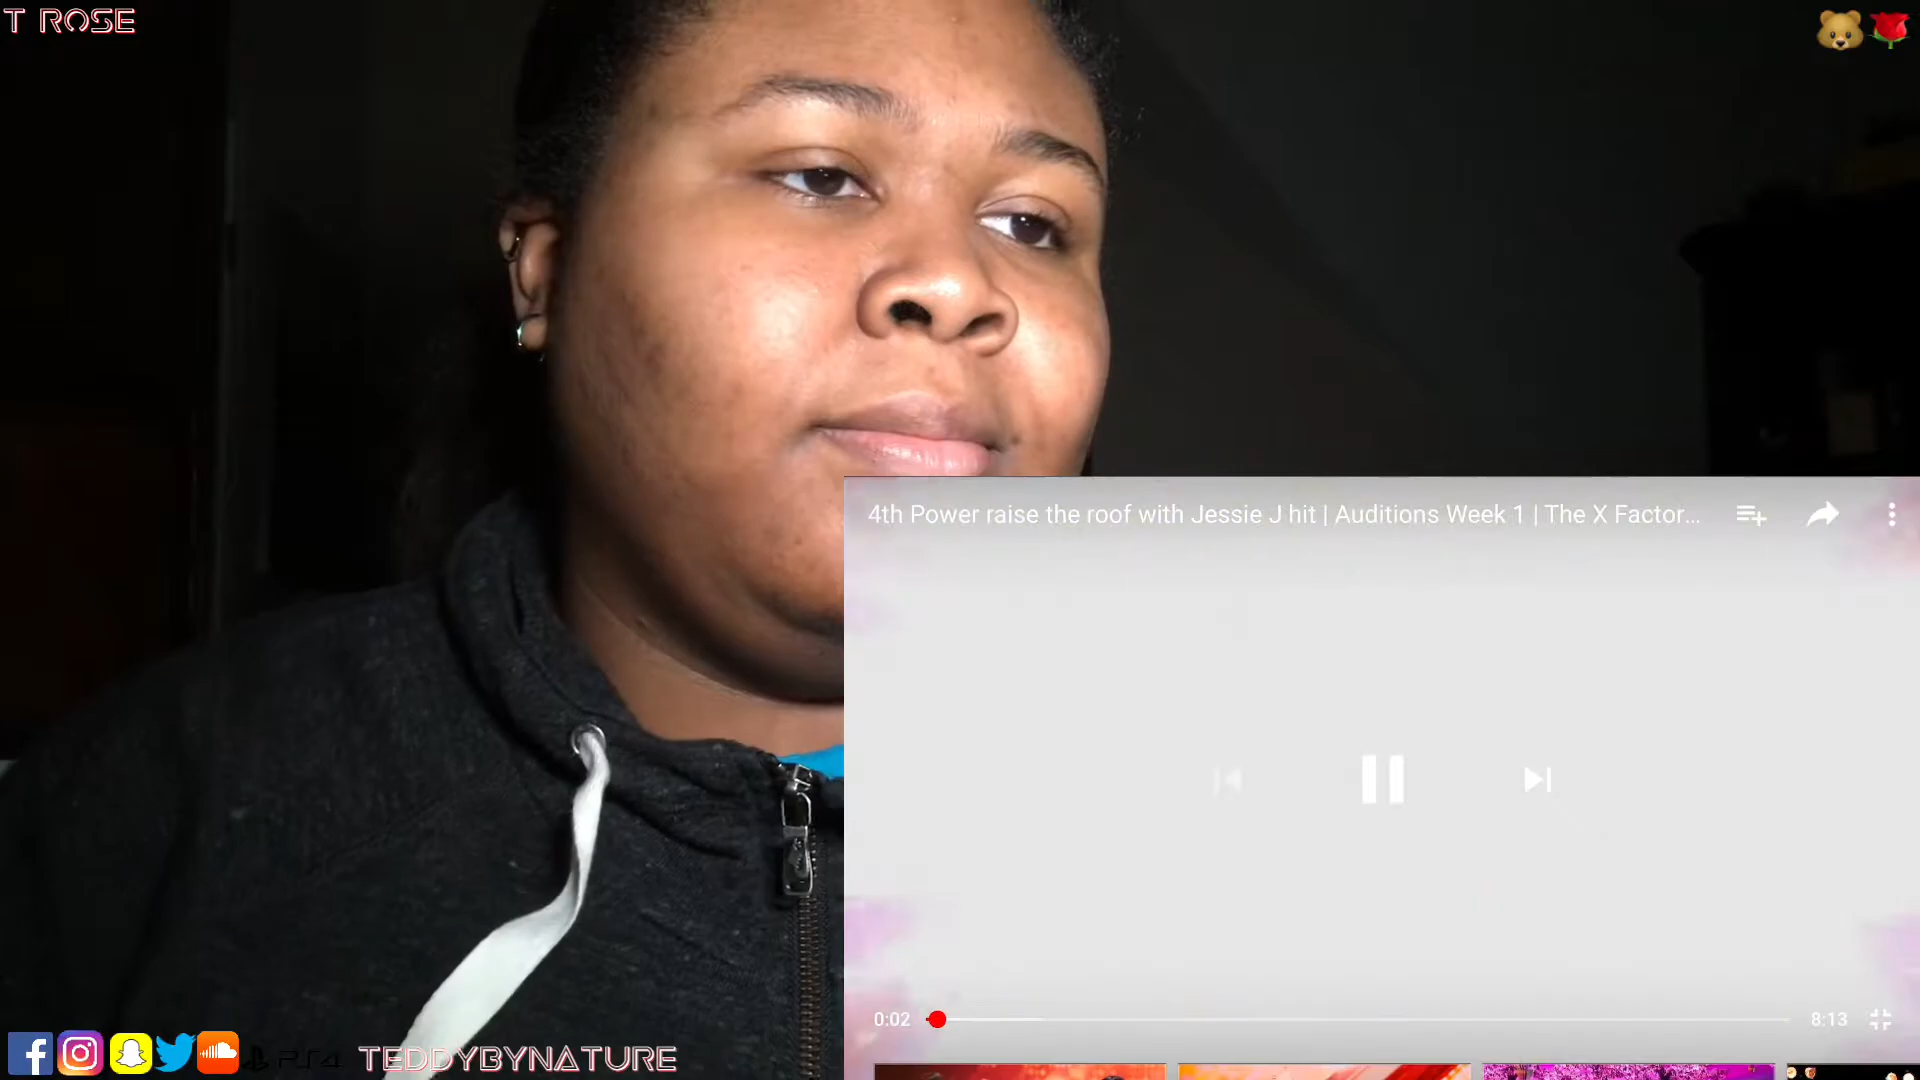 T ROSE
4th Power raise the roof with Jessie J hit | Auditions Week 1 | The X Factor...
0:02
8:13
PS4
TEDDYBYNATURE